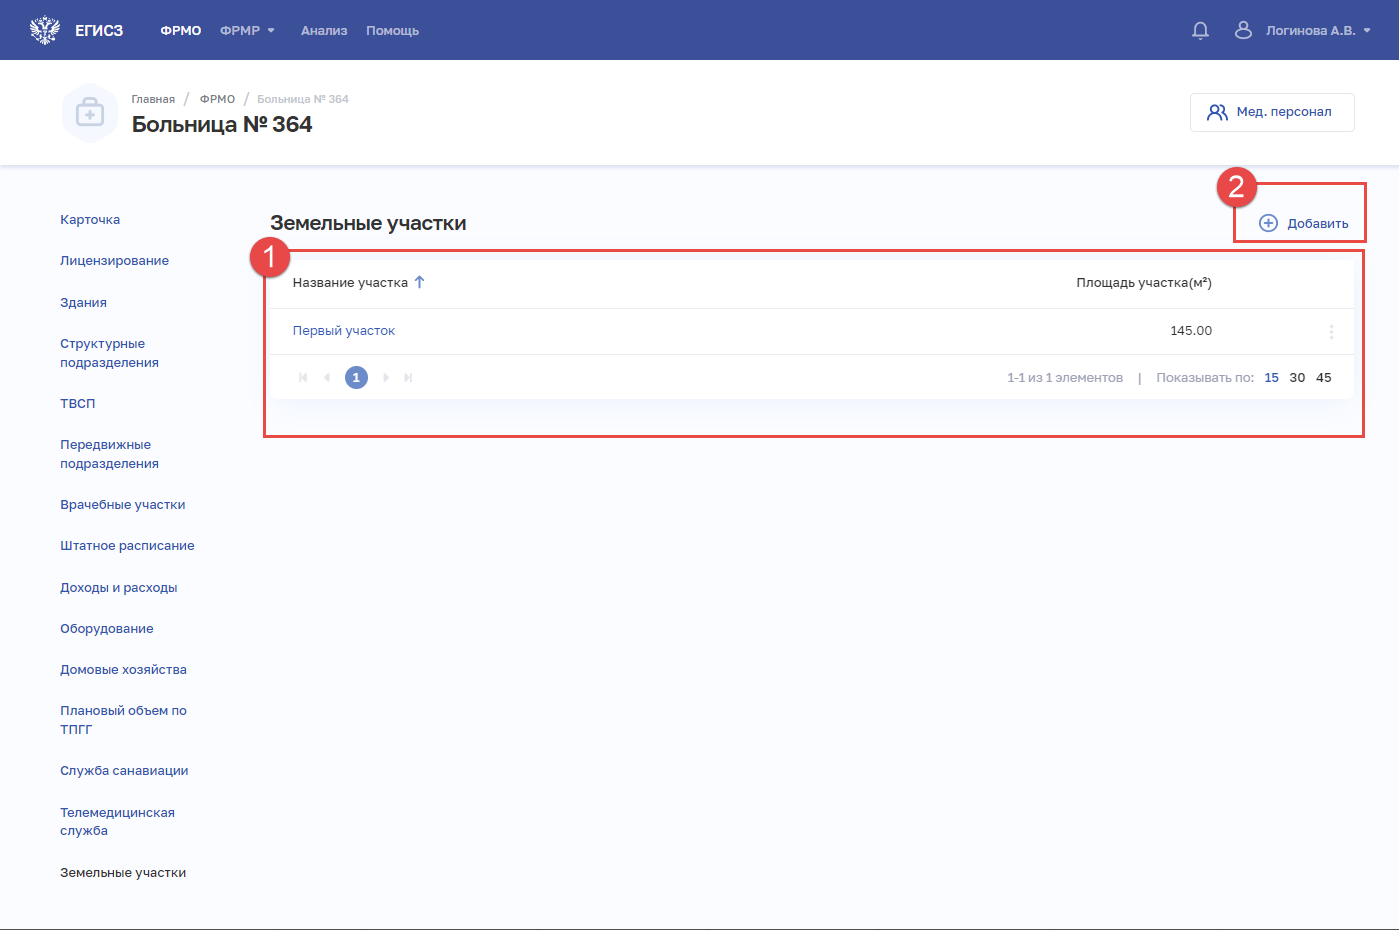 ЕГИСЗ ФРМО ФРМР Анализ Помощь Логинова А.В.
Главная / ФРМО / Больница № 364
Больница № 364
Мед. персонал
2
Карточка
Лицензирование
Здания
Структурные
подразделения
ТВСП
Передвижные
подразделения
Врачебные участки
Штатное расписание
Доходы и расходы
Оборудование
Домовые хозяйства
Плановый объем по
ТПГГ
Служба санавиации
Телемедицинская
служба
Земельные участки
Земельные участки
Добавить
1
Название участка Площадь участка(м²)
Первый участок 145.00
1 1-1 из 1 элементов | Показывать по: 15 30 45